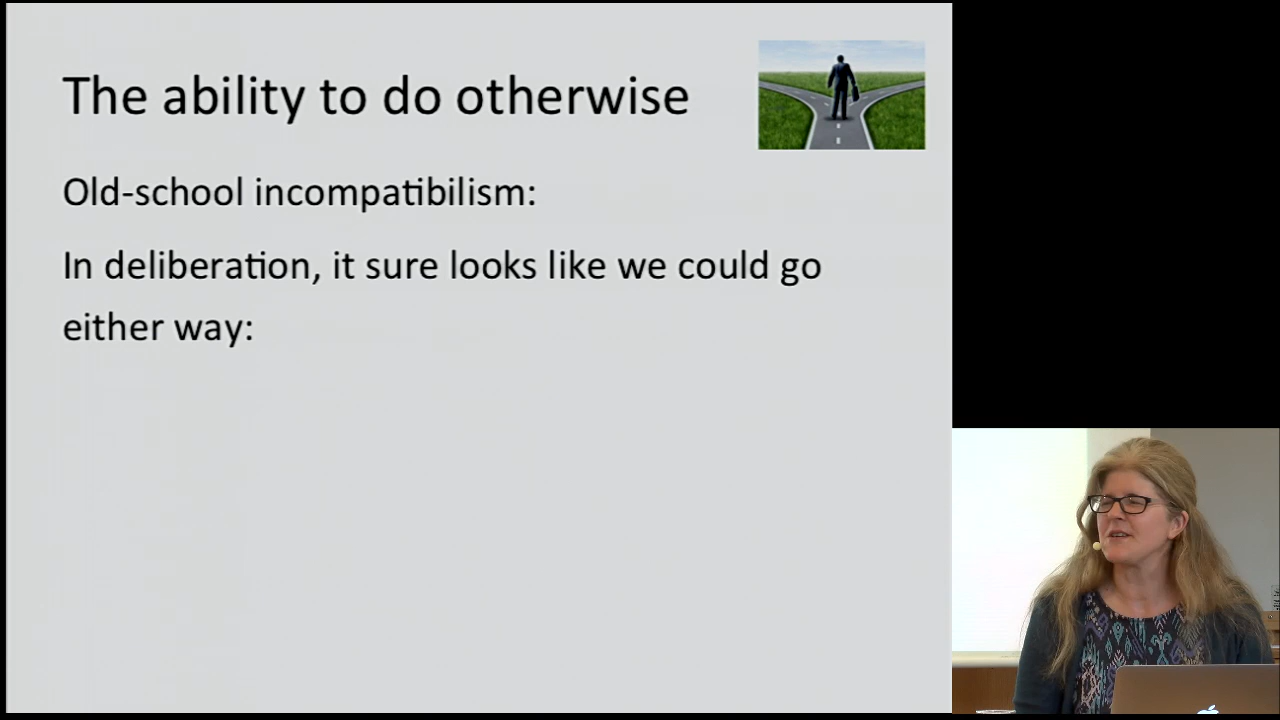 The ability to do otherwise
Old-school incompatibilism:
In deliberation, it sure looks like we could go
either way: